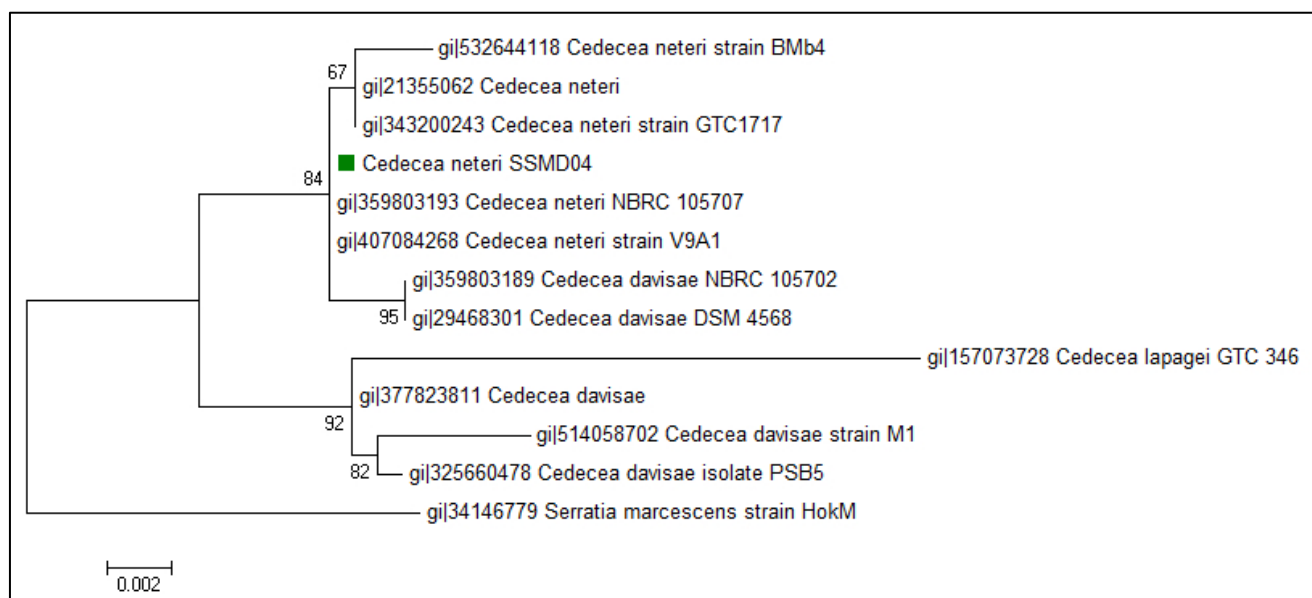 gi|532644118 Cedecea neteri strain BMb4
67
gi|21355062 Cedecea neteri
gi|343200243 Cedecea neteri strain GTC1717
Cedecea neteri SSMD04
84
gi|359803193 Cedecea neteri NBRC 105707
gi|407084268 Cedecea neteri strain V9A1
gi|359803189 Cedecea davisae NBRC 105702
95
gi|29468301 Cedecea davisae DSM 4568
gi|157073728 Cedecea lapagei GTC 346
gi|377823811 Cedecea davisae
92
gi|514058702 Cedecea davisae strain M1
82
gi|325660478 Cedecea davisae isolate PSB5
gi|34146779 Serratia marcescens strain HokM
0.002